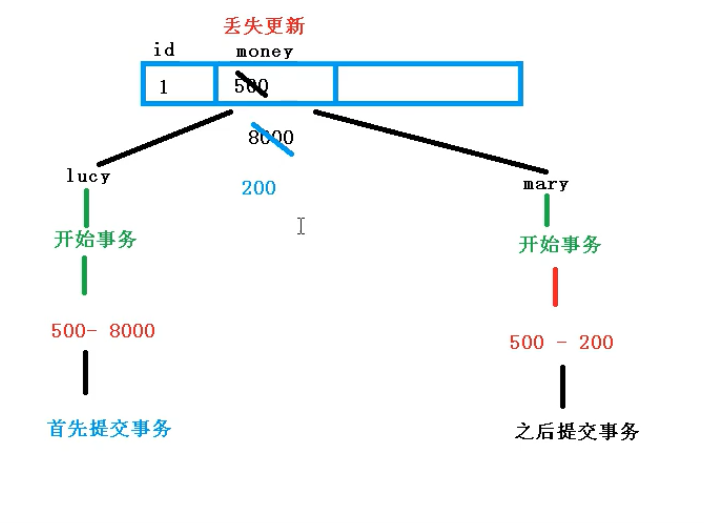 丢失更新
id money
1 500
8000
200
lucy mary
开始事务 开始事务
500- 8000 500 - 200
首先提交事务 之后提交事务